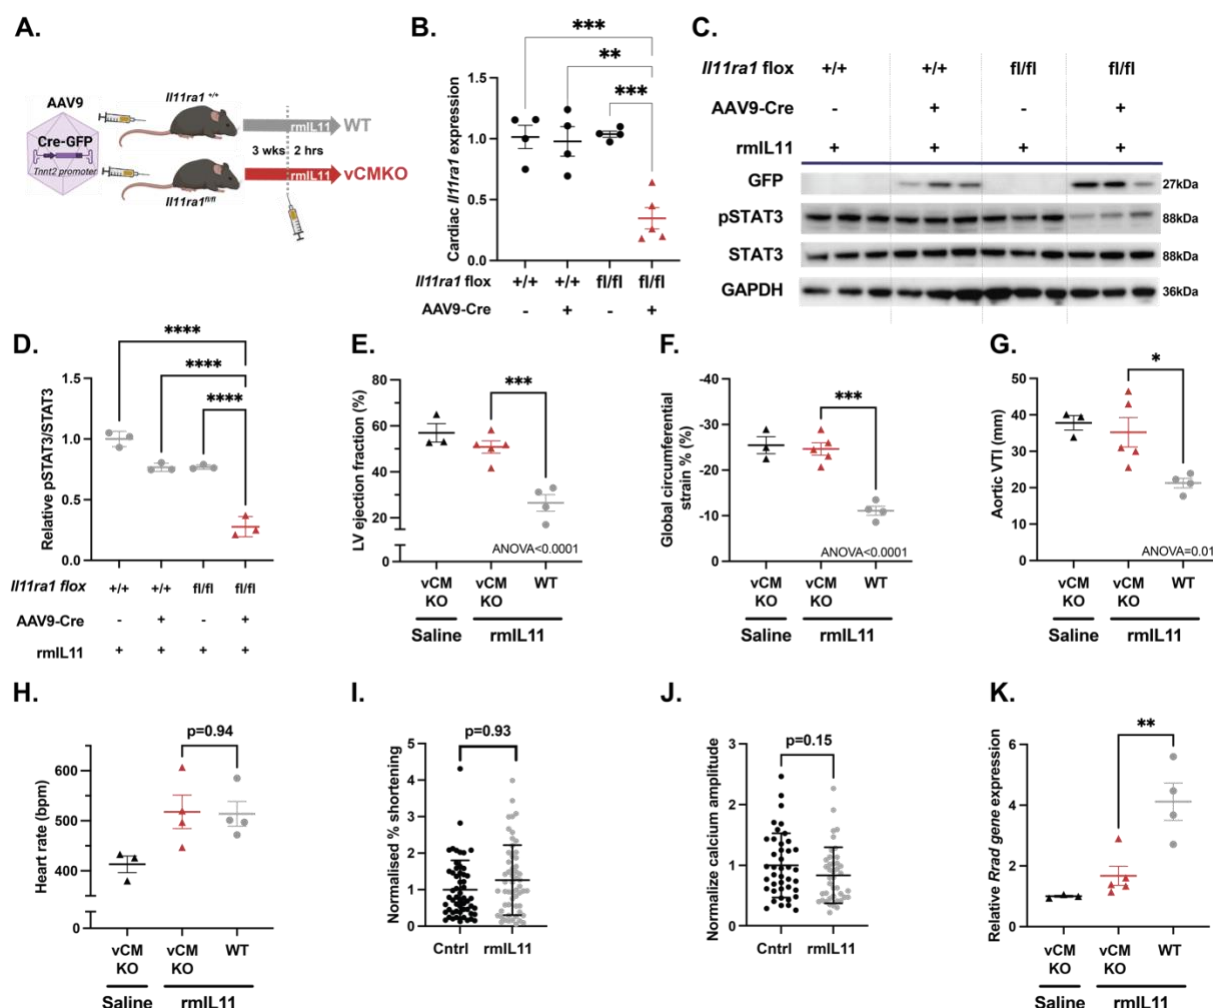 A.
AAV9
Cre-GFP
Tnnt2 promoter
Il11ra1 +/+
Il11ra1fl/fl
rmIL11
WT
3 wks
2 hrs
rmIL11
vCMKO
B.
***
**
***
Cardiac Il11ra1 expression
1.5
1.0
0.5
0.0
Il11ra1 flox
+/+
+/+
fl/fl
fl/fl
AAV9-Cre
-
+
-
+
C.
Il11ra1 flox
+/+
+/+
fl/fl
fl/fl
AAV9-Cre
-
+
-
+
rmIL11
+
+
+
+
GFP
27kDa
pSTAT3
88kDa
STAT3
88kDa
GAPDH
36kDa
D.
****
****
****
Relative pSTAT3/STAT3
1.5
1.0
0.5
0.0
Il11ra1 flox
+/+
+/+
fl/fl
fl/fl
AAV9-Cre
-
+
-
+
rmIL11
+
+
+
+
E.
***
LV ejection fraction (%)
80
60
40
20
0
ANOVA<0.0001
vCM
KO
vCM
KO
WT
Saline
rmIL11
F.
***
Global circumferential
strain % (%)
-40
-30
-20
-10
0
ANOVA<0.0001
vCM
KO
vCM
KO
WT
Saline
rmIL11
G.
*
Aortic VTI (mm)
50
40
30
20
10
0
ANOVA=0.01
vCM
KO
vCM
KO
WT
Saline
rmIL11
H.
p=0.94
Heart rate (bpm)
600
500
400
0
vCM
KO
vCM
KO
WT
Saline
rmIL11
I.
p=0.93
Normalised % shortening
5
4
3
2
1
0
Cntrl
rmIL11
J.
p=0.15
Normalize calcium amplitude
3
2
1
0
Cntrl
rmIL11
K.
**
Relative Rrad gene expression
6
4
2
0
vCM
KO
vCM
KO
WT
Saline
rmIL11